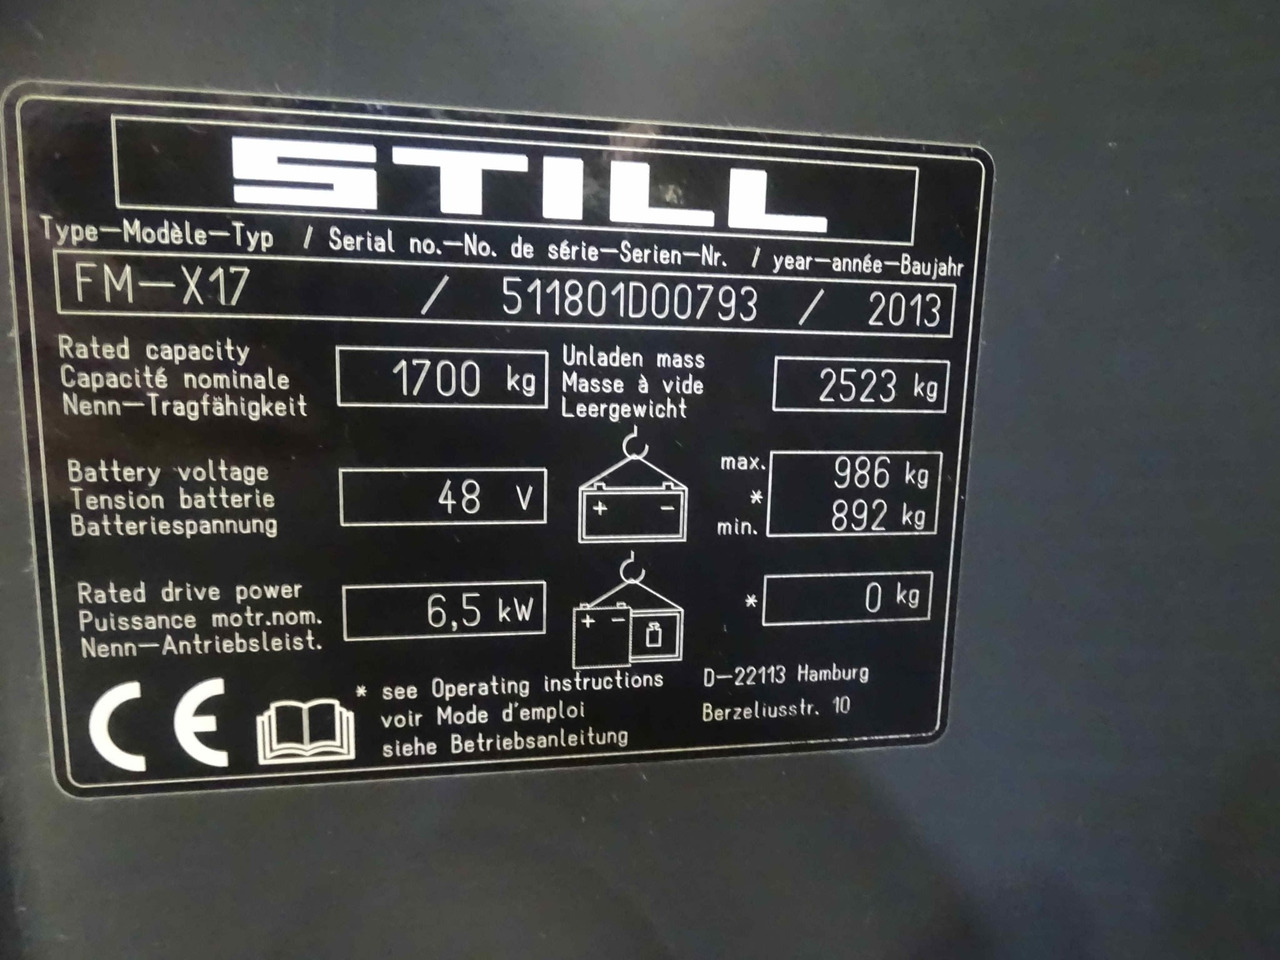 STILL
Type-Modèle-Typ / Serial no.-No. de série-Serien-Nr. / year-année-Baujahr
FM-X17 / 511801D00793 / 2013
Rated capacity
Capacité nominale
Nenn-Tragfähigkeit
1700 kg
Unladen mass
Masse à vide
Leergewicht
2523 kg
Battery voltage
Tension batterie
Batteriespannung
48 V
+ -
max. 986 kg
*
min. 892 kg
Rated drive power
Puissance motr.nom.
Nenn-Antriebsleist.
6,5 kW
+ -
* 0 kg
CE
* see Operating instructions
voir Mode d'emploi
siehe Betriebsanleitung
D-22113 Hamburg
Berzeliusstr. 10